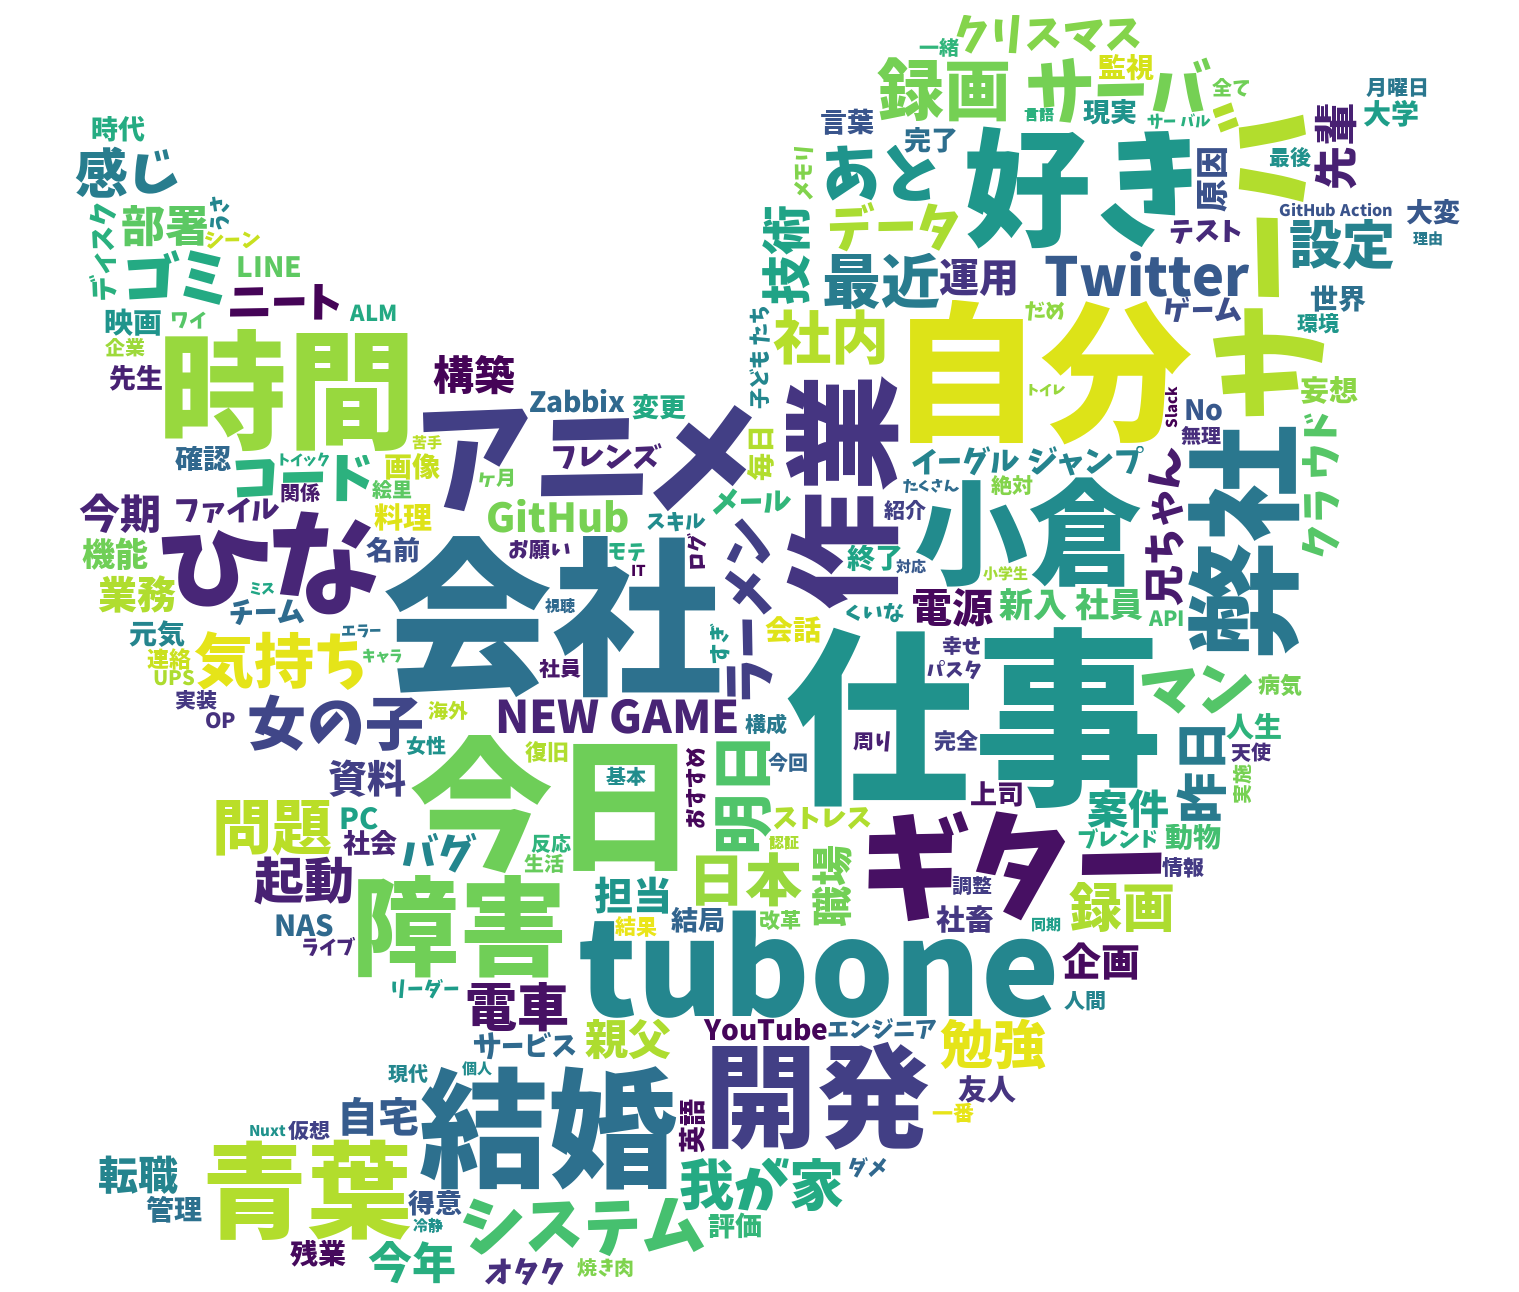 クリスマス
一緒
録画 サーバ
監視
全て
月曜日
大学
言語
現実
サー バル
言葉
完了
サーバー
先輩
時代
感じ
メモリ
あと
好き
原因
最後
GitHub Action
大変
ディスク
部署
うさ
シーン
技術
データ
テスト
設定
理由
ゴミ
LINE
ニート
ALM
最近
運用
Twitter
ゲーム
世界
環境
映画
ワイ
企業
先生
時間
構築
子どもたち
社内
だめ
自分
トイレ
妄想
Zabbix
変更
アニメ
フレンズ
毎日
作業
Slack
No
無理
確認
コード
トイック
苦手
画像
ヶ月
イーグル ジャンプ
たくさん
絶対
小倉
兄ちゃん
弊社
クラウド
今期
ファイル
関係
絵里
料理
GitHub
スキル
メール
紹介
機能
ひな
名前
お願い
モテ
IT
ログ
ラーメン
終了
対応
小学生
業務
ミス
チーム
会社
視聴
くいな
電源
新入 社員
API
元気
エラー
気持ち
キャラ
すぎ
会話
幸せ
連絡
UPS
社員
仕事
パスタ
マン
病気
実装
OP
女の子
海外
NEW GAME
構成
周り
完全
人生
女性
復旧
今回
昨日
天使
資料
今日
基本
おすすめ
明日
上司
案件
実施
問題
PC
社会
バグ
反応
生活
ストレス
認証
ギター
ブレンド
動物
起動
日本
職場
調整
情報
障害
担当
結果
結局
改革
社畜
同期
録画
NAS
ライブ
tubone
企画
リーダー
電車
人間
サービス
親父
YouTube
エンジニア
勉強
現代
個人
結婚
開発
友人
自宅
英語
一番
Nuxt
仮想
青葉
転職
管理
得意
冷静
我が家
ダメ
システム
評価
残業
今年
オタク
焼き肉